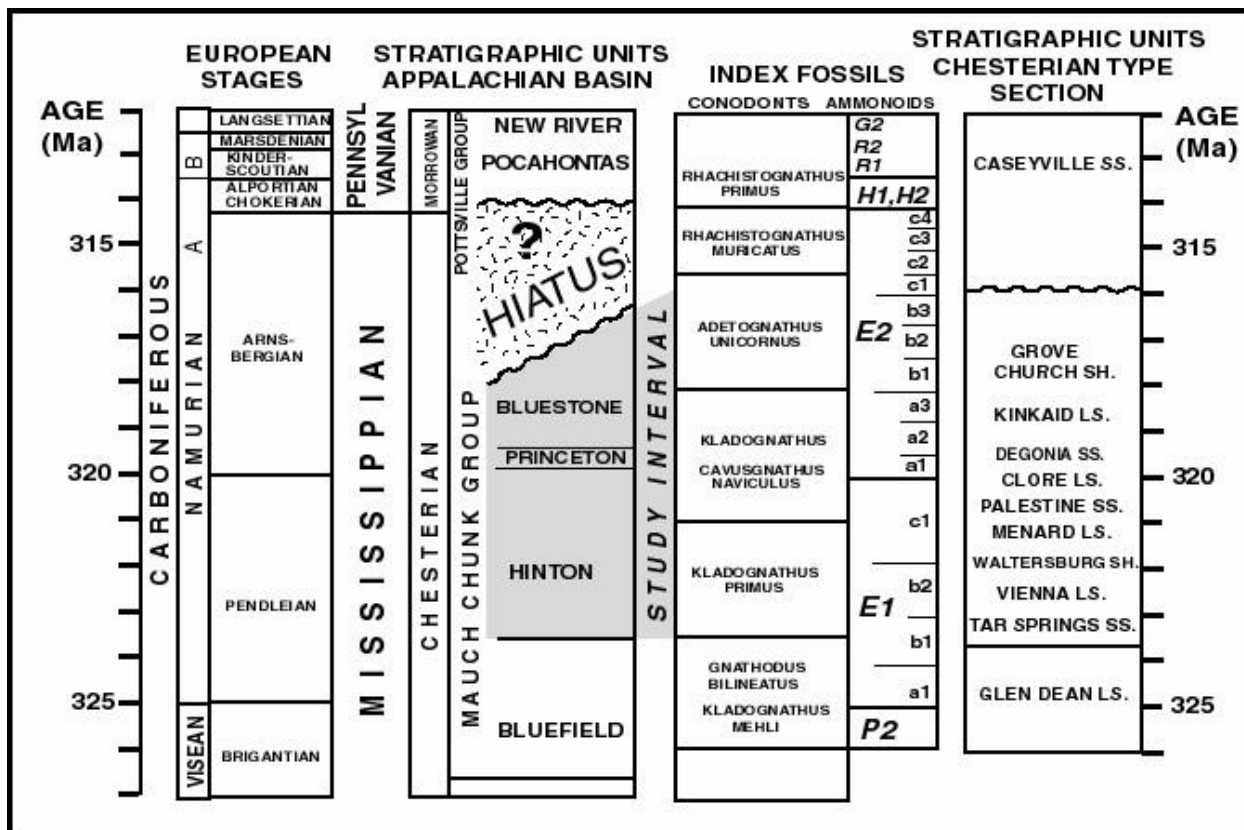 EUROPEAN
STAGES
STRATIGRAPHIC UNITS
APPALACHIAN BASIN
INDEX FOSSILS
CONODONTS
AMMONOIDS
STRATIGRAPHIC UNITS
CHESTERIAN TYPE
SECTION
AGE
(Ma)
315
320
325
CARBONIFEROUS
B
A
NAMURIAN
VISEAN
LANGSETTIAN
MARSDENIAN
KINDER-
SCOUTIAN
ALPORTIAN
CHOKERIAN
ARNS-
BERGIAN
PENDLEIAN
BRIGANTIAN
PENNSYL
VANIAN
MISSISSIPPIAN
MORROWAN
CHESTERIAN
POTTSVILLE GROUP
MAUCH CHUNK GROUP
NEW RIVER
POCAHONTAS
?
HIATUS
BLUESTONE
PRINCETON
HINTON
BLUEFIELD
STUDY INTERVAL
RHACHISTOGNATHUS
PRIMUS
RHACHISTOGNATHUS
MURICATUS
ADETOGNATHUS
UNICORNUS
KLADOGNATHUS
CAVUSGNATHUS
NAVICULUS
KLADOGNATHUS
PRIMUS
GNATHODUS
BILINEATUS
KLADOGNATHUS
MEHLI
G2
R2
R1
H1,H2
c4
c3
c2
c1
E2
b3
b2
b1
a3
a2
a1
c1
E1
b2
b1
a1
P2
CASEYVILLE SS.
GROVE
CHURCH SH.
KINKAID LS.
DEGONIA SS.
CLORE LS.
PALESTINE SS.
MENARD LS.
WALTERSBURG SH.
VIENNA LS.
TAR SPRINGS SS.
GLEN DEAN LS.
AGE
(Ma)
315
320
325